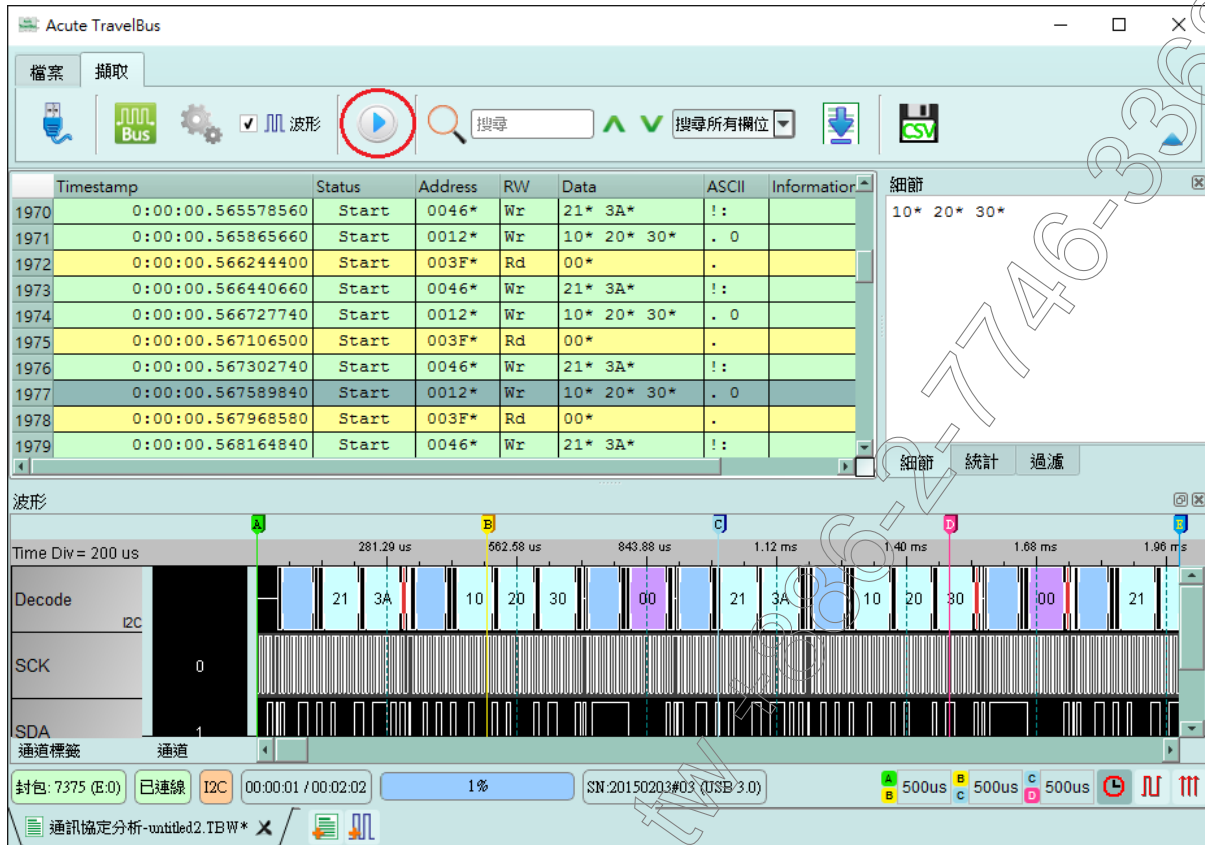 Acute TravelBus
檔案 擷取
Bus 波形 搜尋 搜尋所有欄位 CSV
Timestamp Status Address RW Data ASCII Information
1970 0:00:00.565578560 Start 0046* Wr 21* 3A* !:
1971 0:00:00.565865660 Start 0012* Wr 10* 20* 30* . 0
1972 0:00:00.566244400 Start 003F* Rd 00* .
1973 0:00:00.566440660 Start 0046* Wr 21* 3A* !:
1974 0:00:00.566727740 Start 0012* Wr 10* 20* 30* . 0
1975 0:00:00.567106500 Start 003F* Rd 00* .
1976 0:00:00.567302740 Start 0046* Wr 21* 3A* !:
1977 0:00:00.567589840 Start 0012* Wr 10* 20* 30* . 0
1978 0:00:00.567968580 Start 003F* Rd 00* .
1979 0:00:00.568164840 Start 0046* Wr 21* 3A* !:
細節
10* 20* 30*
細節 統計 過濾
波形
A B C D E
Time Div = 200 us 281.29 us 562.58 us 843.88 us 1.12 ms 1.40 ms 1.68 ms 1.96 ms
Decode 21 3A 10 20 30 00 21 3A 10 20 30 00 21
I2C
SCK 0
SDA 1
通道標籤 通道
封包: 7375 (E:0) 已連線 I2C 00:00:01 / 00:02:02 1% SN:20150203#03 (USB 3.0) A B 500us B C 500us C D 500us
通訊協定分析-untitled2.TBW*